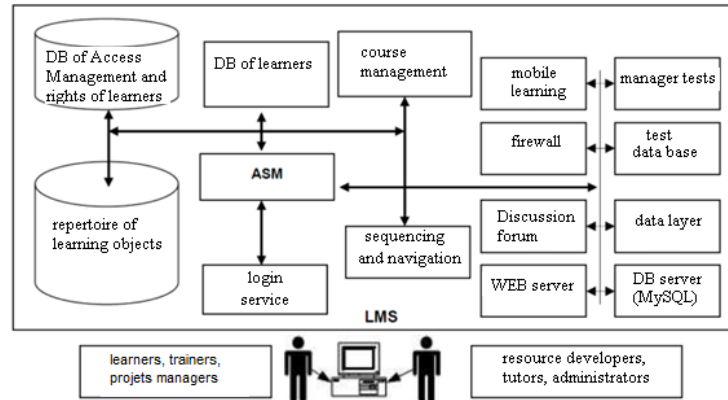 DB of Access
Management and
rights of learners
DB of learners
course
management
mobile
learning
manager tests
firewall
test
data base
ASM
repertoire of
learning objects
Discussion
forum
data layer
sequencing
and navigation
login
service
WEB server
DB server
(MySQL)
LMS
learners, trainers,
projets managers
resource developers,
tutors, administrators